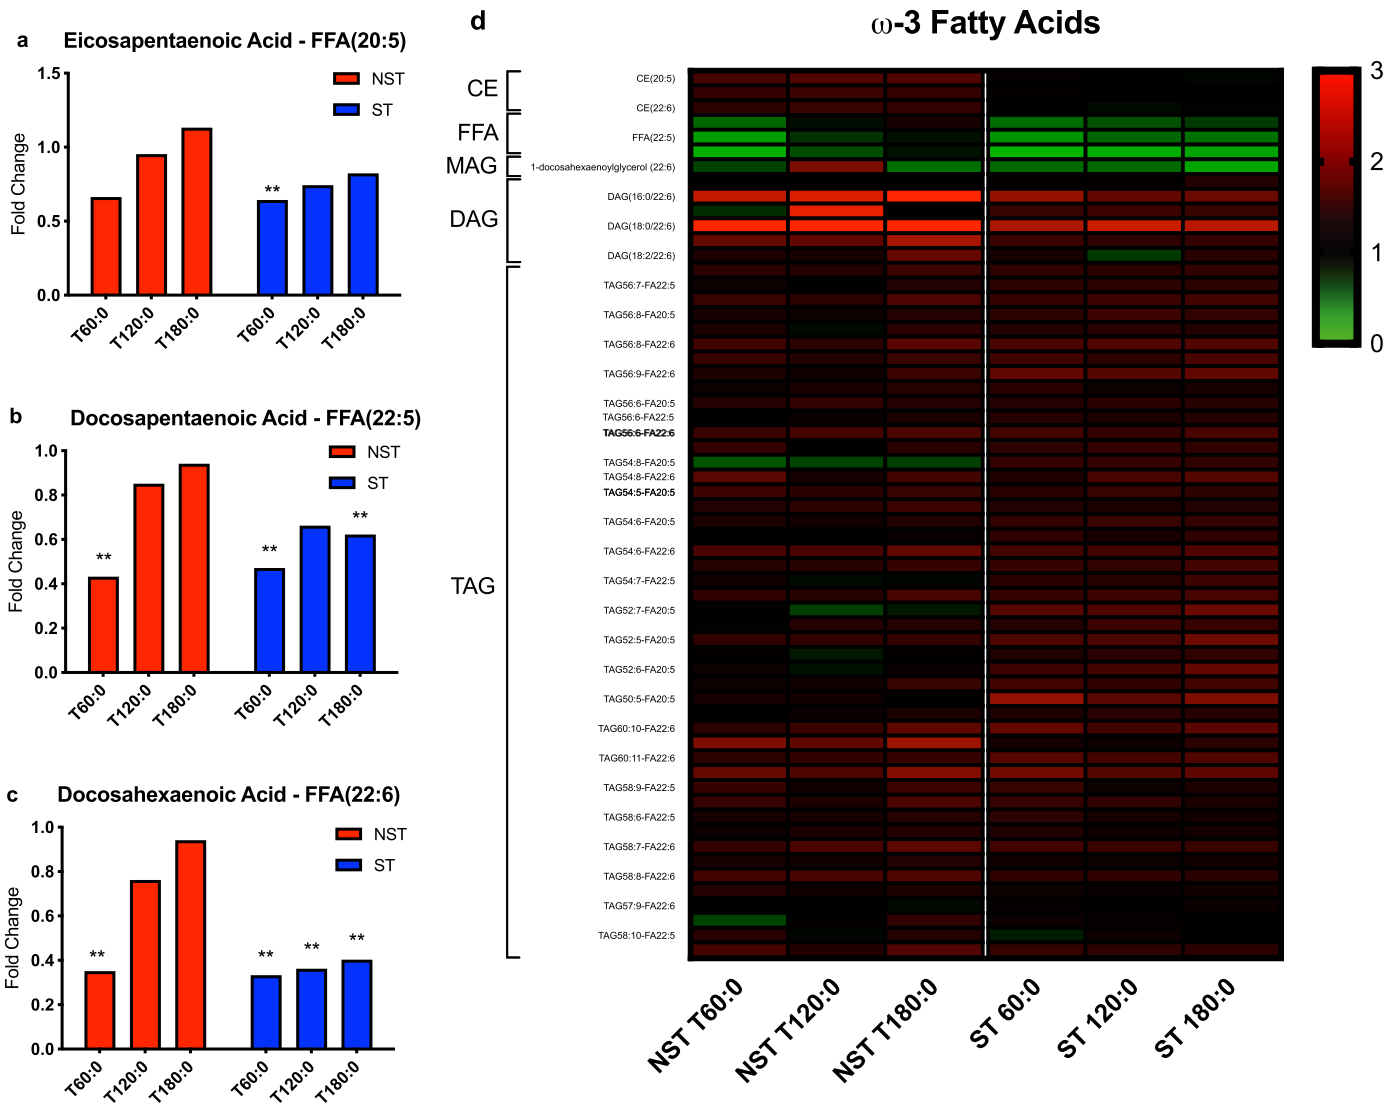 a
Eicosapentaenoic Acid - FFA(20:5)
Fold Change
1.5
1.0
0.5
0.0
NST
ST
**
T60:0
T120:0
T180:0
T60:0
T120:0
T180:0
b
Docosapentaenoic Acid - FFA(22:5)
Fold Change
1.0
0.8
0.6
0.4
0.2
0.0
NST
ST
**
**
**
T60:0
T120:0
T180:0
T60:0
T120:0
T180:0
c
Docosahexaenoic Acid - FFA(22:6)
Fold Change
1.0
0.8
0.6
0.4
0.2
0.0
NST
ST
**
**
**
**
T60:0
T120:0
T180:0
T60:0
T120:0
T180:0
d
ω-3 Fatty Acids
CE
FFA
MAG
DAG
TAG
CE(20:5)
CE(22:6)
FFA(22:5)
1-docosahexaenoylglycerol (22:6)
DAG(16:0/22:6)
DAG(18:0/22:6)
DAG(18:2/22:6)
TAG56:7-FA22:5
TAG56:8-FA20:5
TAG56:8-FA22:6
TAG56:9-FA22:6
TAG56:6-FA20:5
TAG56:6-FA22:5
TAG56:6-FA22:6
TAG54:8-FA20:5
TAG54:8-FA22:6
TAG54:5-FA20:5
TAG54:6-FA20:5
TAG54:6-FA22:6
TAG54:7-FA22:5
TAG52:7-FA20:5
TAG52:5-FA20:5
TAG52:6-FA20:5
TAG50:5-FA20:5
TAG60:10-FA22:6
TAG60:11-FA22:6
TAG58:9-FA22:5
TAG58:6-FA22:5
TAG58:7-FA22:6
TAG58:8-FA22:6
TAG57:9-FA22:6
TAG58:10-FA22:5
NST T60:0
NST T120:0
NST T180:0
ST 60:0
ST 120:0
ST 180:0
3
2
1
0